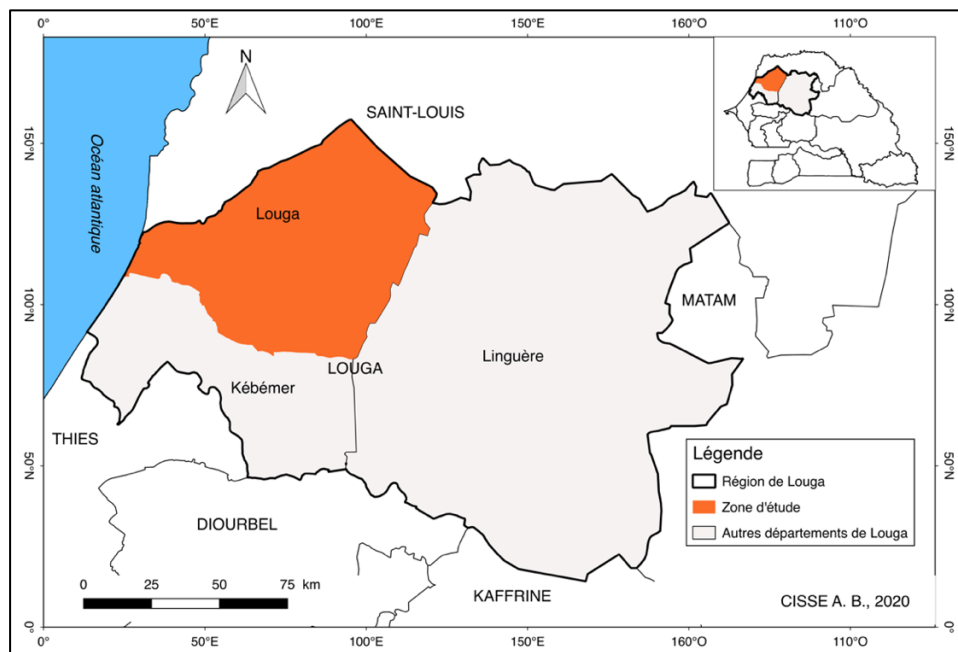 0°
50°E
100°E
150°E
160°O
110°O
N
SAINT-LOUIS
150°N
150°N
Océan atlantique
Louga
100°N
100°N
MATAM
Linguère
LOUGA
Kébémer
THIES
50°N
50°N
Légende
Région de Louga
Zone d'étude
Autres départements de Louga
DIOURBEL
0 25 50 75 km
KAFFRINE
CISSE A. B., 2020
0°
0°
0°
50°E
100°E
150°E
160°O
110°O